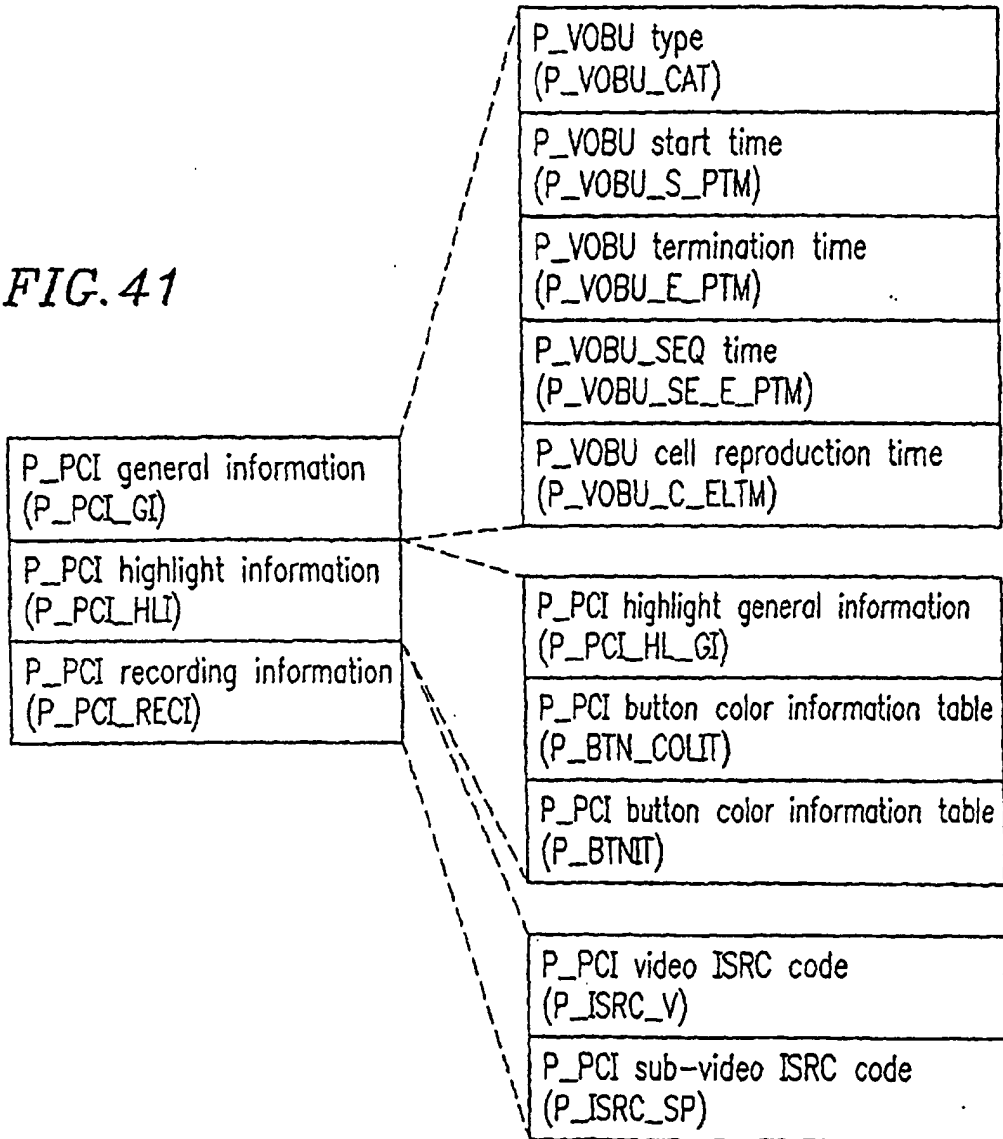 FIG. 41
P_PCI general information
(P_PCI_GI)
P_PCI highlight information
(P_PCI_HLI)
P_PCI recording information
(P_PCI_RECI)
P_VOBU type
(P_VOBU_CAT)
P_VOBU start time
(P_VOBU_S_PTM)
P_VOBU termination time
(P_VOBU_E_PTM)
P_VOBU_SEQ time
(P_VOBU_SE_E_PTM)
P_VOBU cell reproduction time
(P_VOBU_C_ELTM)
P_PCI highlight general information
(P_PCI_HL_GI)
P_PCI button color information table
(P_BTN_COLIT)
P_PCI button color information table
(P_BTNIT)
P_PCI video ISRC code
(P_ISRC_V)
P_PCI sub-video ISRC code
(P_ISRC_SP)